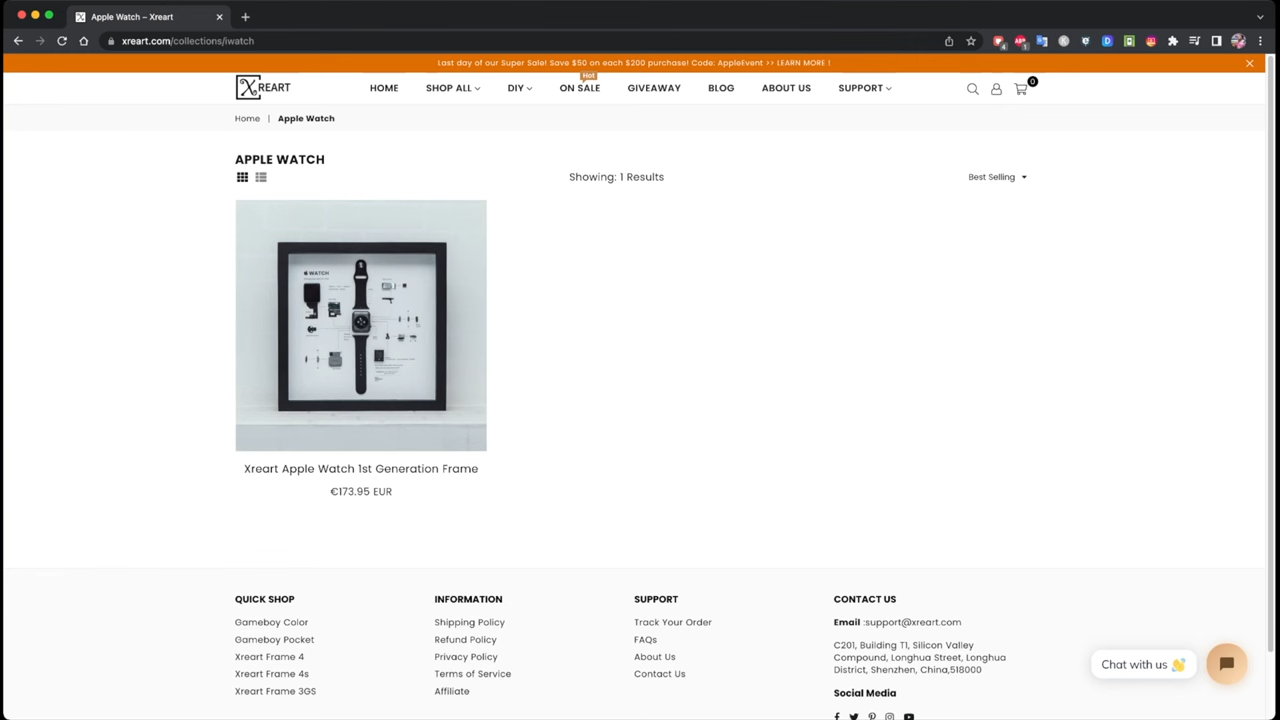 Apple Watch – Xreart
xreart.com/collections/iwatch
Last day of our Super Sale! Save $50 on each $200 purchase! Code: AppleEvent >> LEARN MORE !
XREART
HOME
SHOP ALL
DIY
Hot
ON SALE
GIVEAWAY
BLOG
ABOUT US
SUPPORT
0
Home | Apple Watch
APPLE WATCH
Showing: 1 Results
Best Selling
WATCH
Xreart Apple Watch 1st Generation Frame
€173.95 EUR
QUICK SHOP
Gameboy Color
Gameboy Pocket
Xreart Frame 4
Xreart Frame 4s
Xreart Frame 3GS
INFORMATION
Shipping Policy
Refund Policy
Privacy Policy
Terms of Service
Affiliate
SUPPORT
Track Your Order
FAQs
About Us
Contact Us
CONTACT US
Email :support@xreart.com
C201, Building T1, Silicon Valley
Compound, Longhua Street, Longhua
District, Shenzhen, China,518000
Social Media
Chat with us 👋